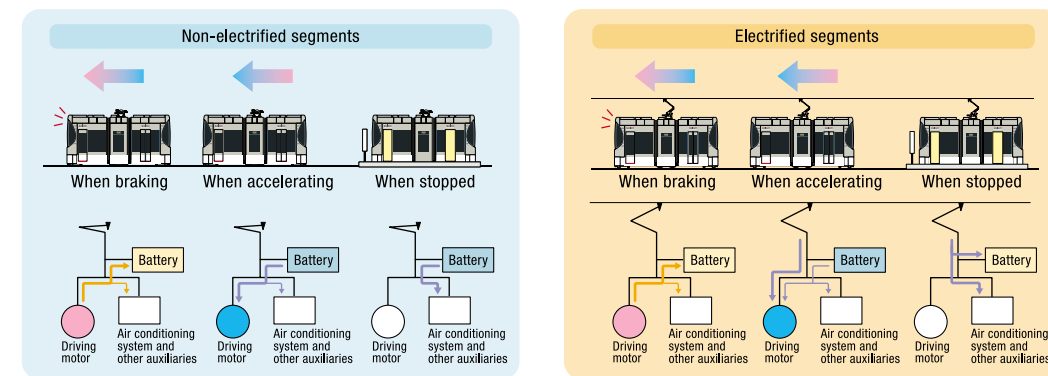 Non-electrified segments
When braking
When accelerating
When stopped
Battery
Battery
Battery
Driving
motor
Air conditioning
system and
other auxiliaries
Driving
motor
Air conditioning
system and
other auxiliaries
Driving
motor
Air conditioning
system and
other auxiliaries
Electrified segments
When braking
When accelerating
When stopped
Battery
Battery
Battery
Driving
motor
Air conditioning
system and
other auxiliaries
Driving
motor
Air conditioning
system and
other auxiliaries
Driving
motor
Air conditioning
system and
other auxiliaries